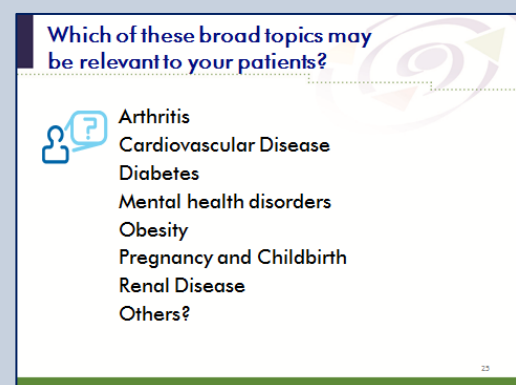 Which of these broad topics may
be relevant to your patients?
?
Arthritis
Cardiovascular Disease
Diabetes
Mental health disorders
Obesity
Pregnancy and Childbirth
Renal Disease
Others?
25